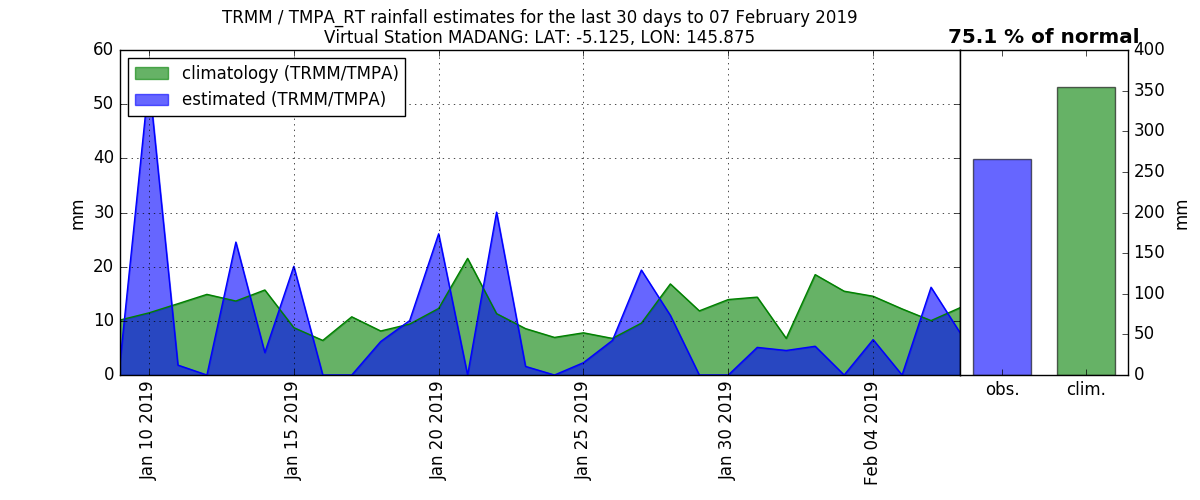 TRMM / TMPA_RT rainfall estimates for the last 30 days to 07 February 2019
Virtual Station MADANG: LAT: -5.125, LON: 145.875
75.1 % of normal
climatology (TRMM/TMPA)
estimated (TRMM/TMPA)
mm
60
50
40
30
20
10
0
Jan 10 2019
Jan 15 2019
Jan 20 2019
Jan 25 2019
Jan 30 2019
Feb 04 2019
obs.
clim.
400
350
300
250
200
150
100
50
0
mm